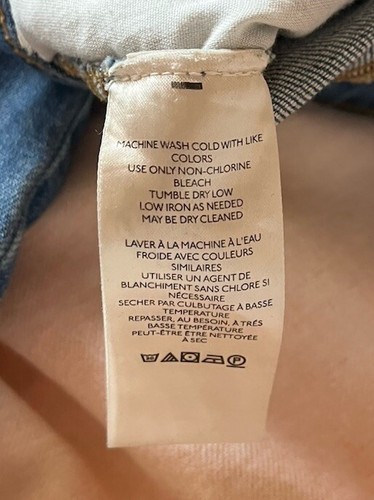 MACHINE WASH COLD WITH LIKE
COLORS
USE ONLY NON-CHLORINE
BLEACH
TUMBLE DRY LOW
LOW IRON AS NEEDED
MAY BE DRY CLEANED
LAVER À LA MACHINE À L'EAU
FROIDE AVEC COULEURS
SIMILAIRES
UTILISER UN AGENT DE
BLANCHIMENT SANS CHLORE SI
NÉCESSAIRE
SECHER PAR CULBUTAGE À BASSE
TEMPERATURE
REPASSER, AU BESOIN, À TRÉS
BASSE TEMPÉRATURE
PEUT-ÊTRE ÊTRE NETTOYÉE
A SEC